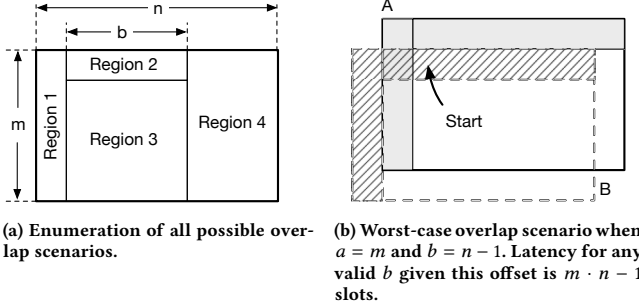 n
b
m
Region 1
Region 2
Region 3
Region 4
A
Start
B
(a) Enumeration of all possible over-
lap scenarios.
(b) Worst-case overlap scenario when
a = m and b = n − 1. Latency for any
valid b given this offset is m · n − 1
slots.